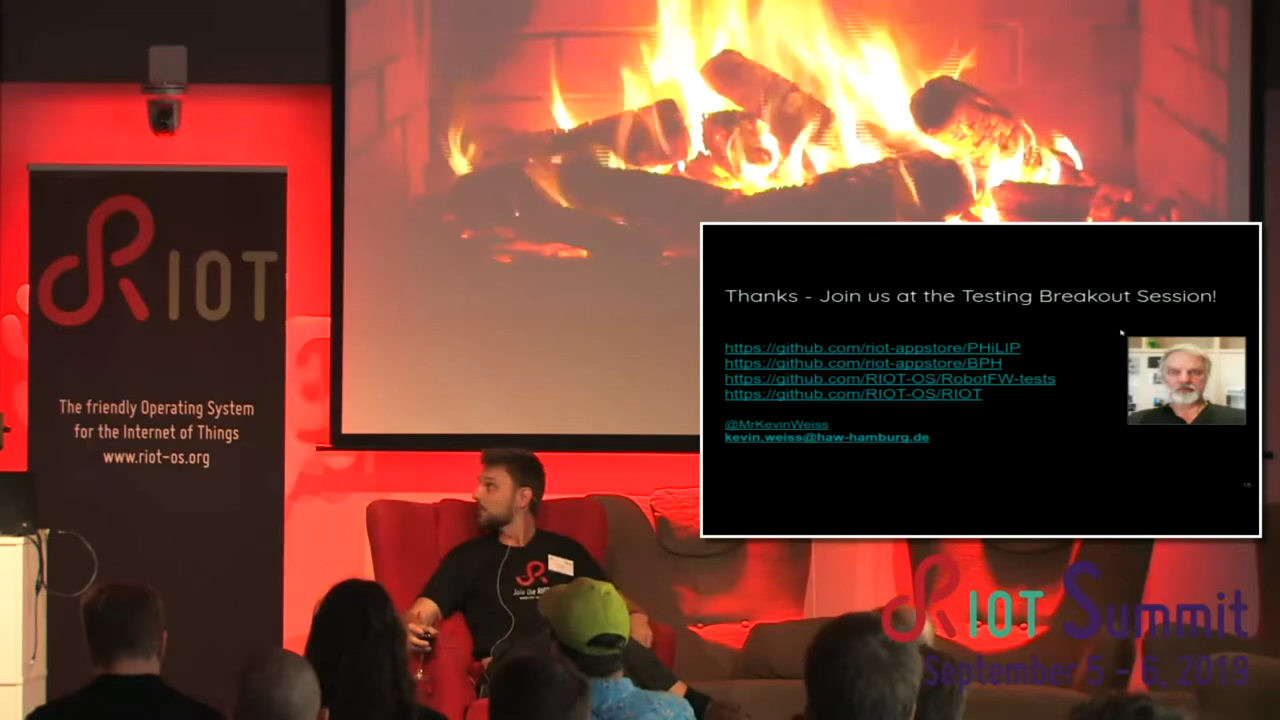 RIOT
The friendly Operating System
for the Internet of Things
www.riot-os.org
Thanks - Join us at the Testing Breakout Session!
https://github.com/riot-appstore/PHiLIP
https://github.com/riot-appstore/BPH
https://github.com/RIOT-OS/RobotFW-tests
https://github.com/RIOT-OS/RIOT
@MrKevinWeiss
kevin.weiss@haw-hamburg.de
Join the
RIOT Summit
September 5 - 6, 2019